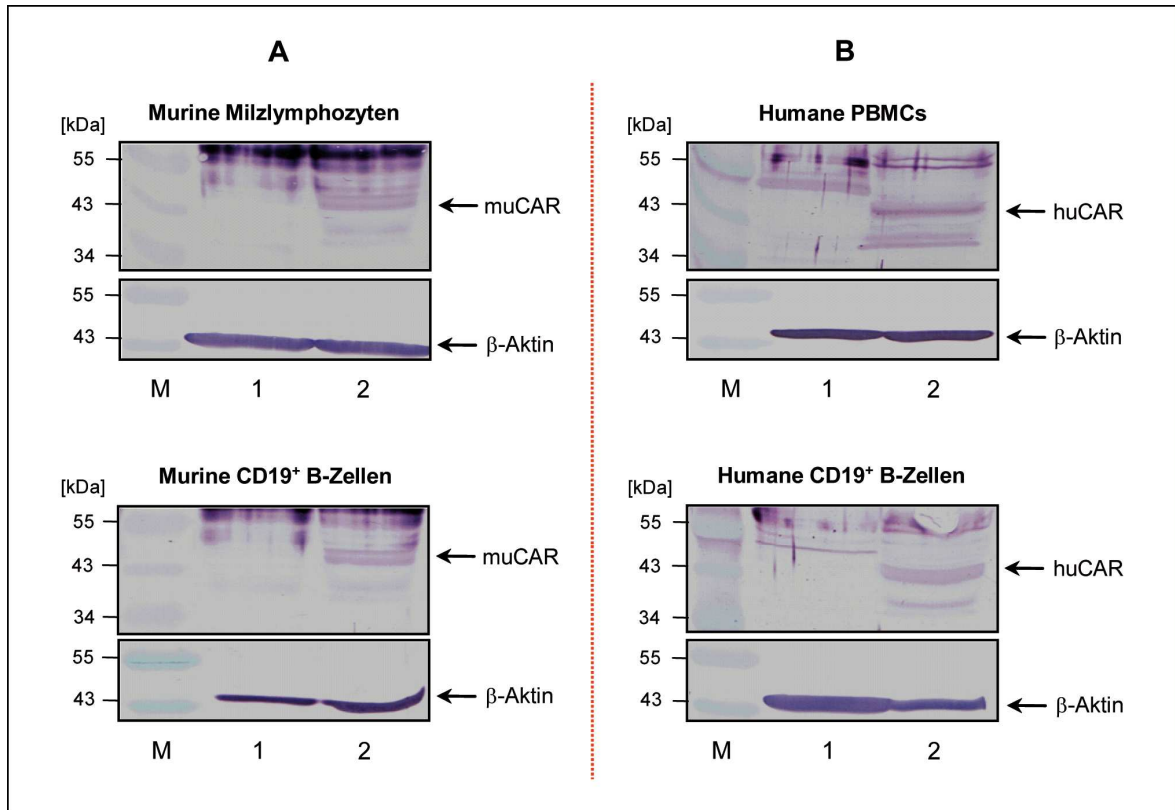 A
Murine Milzlymphozyten
[kDa]
55
43
34
muCAR
55
43
β-Aktin
M 1 2
Murine CD19⁺ B-Zellen
[kDa]
55
43
34
muCAR
55
43
β-Aktin
M 1 2
B
Humane PBMCs
[kDa]
55
43
34
huCAR
55
43
β-Aktin
M 1 2
Humane CD19⁺ B-Zellen
[kDa]
55
43
34
huCAR
55
43
β-Aktin
M 1 2